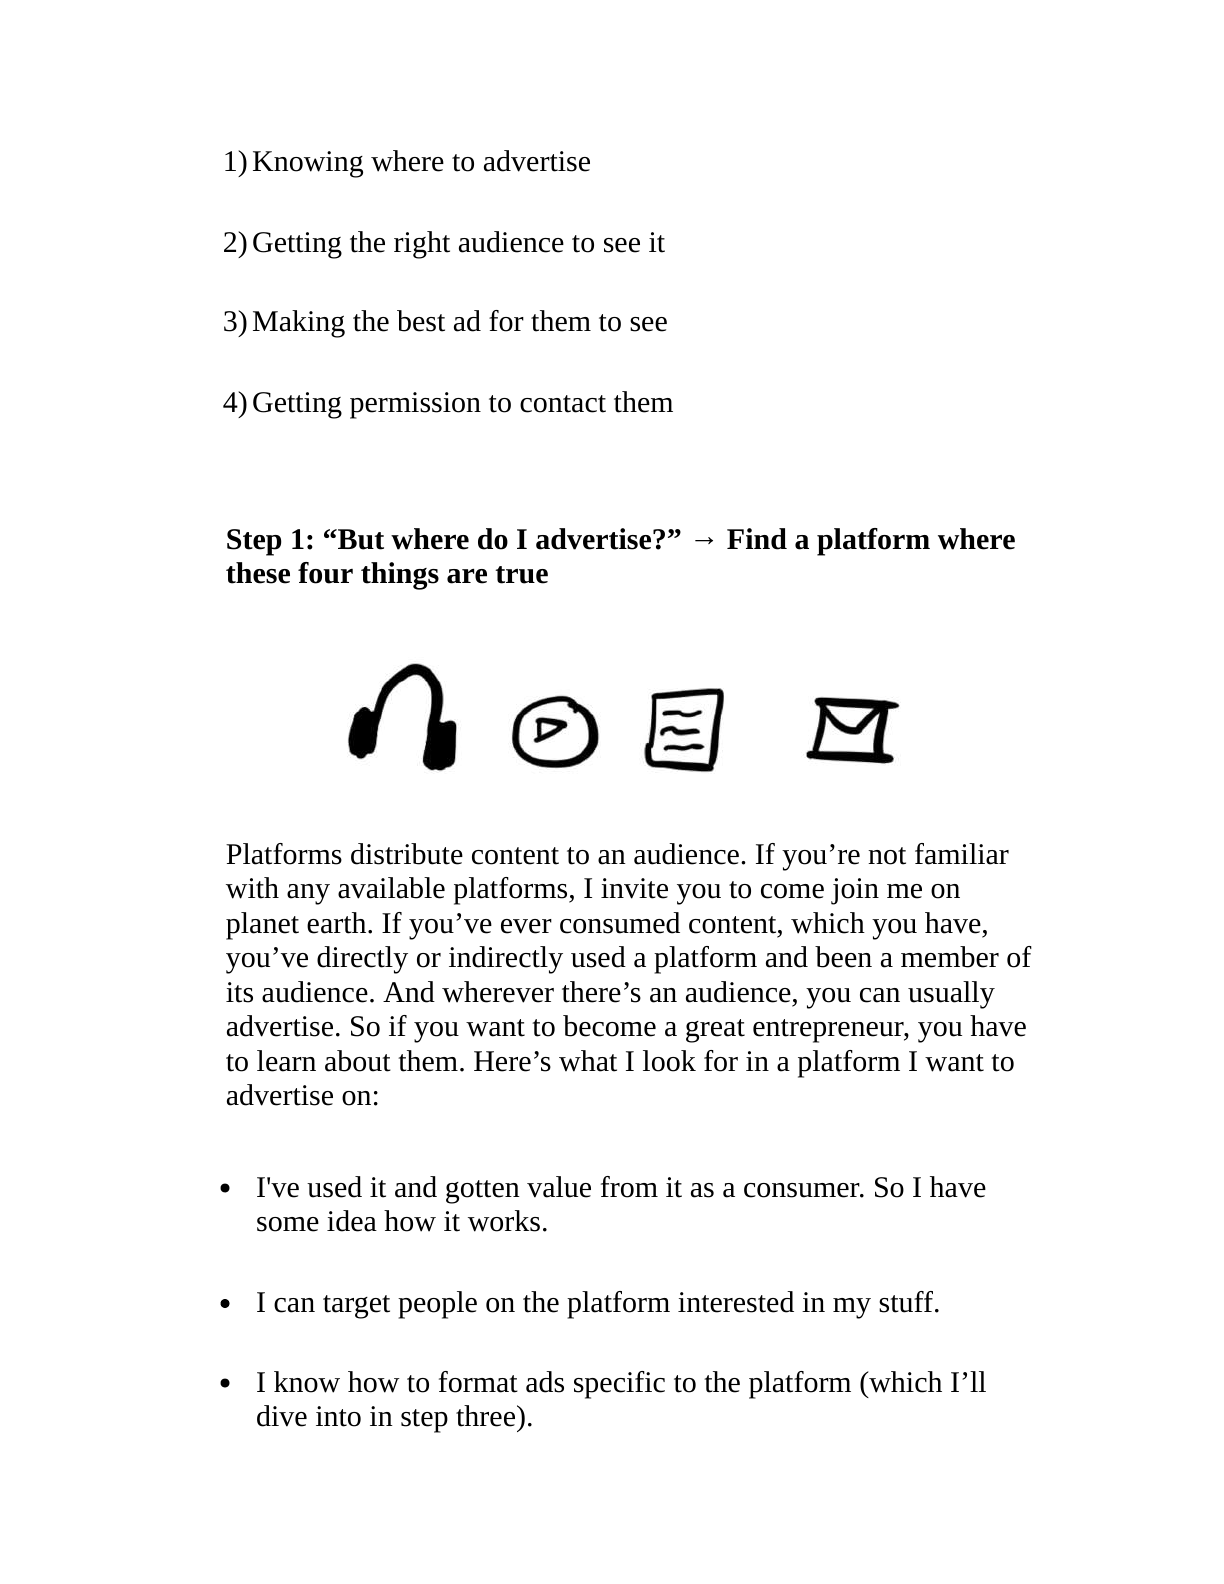 1) Knowing where to advertise
2) Getting the right audience to see it
3) Making the best ad for them to see
4) Getting permission to contact them
Step 1: “But where do I advertise?” → Find a platform where
these four things are true
Platforms distribute content to an audience. If you’re not familiar
with any available platforms, I invite you to come join me on
planet earth. If you’ve ever consumed content, which you have,
you’ve directly or indirectly used a platform and been a member of
its audience. And wherever there’s an audience, you can usually
advertise. So if you want to become a great entrepreneur, you have
to learn about them. Here’s what I look for in a platform I want to
advertise on:
• I've used it and gotten value from it as a consumer. So I have
some idea how it works.
• I can target people on the platform interested in my stuff.
• I know how to format ads specific to the platform (which I’ll
dive into in step three).